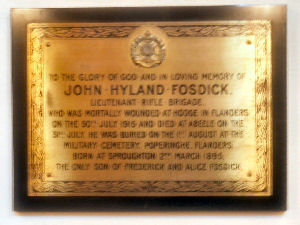 TO THE GLORY OF GOD AND IN LOVING MEMORY OF
JOHN · HYLAND · FOSDICK,
LIEUTENANT RIFLE BRIGADE,
WHO WAS MORTALLY WOUNDED AT HOOGE IN FLANDERS
ON THE 30TH JULY 1915 AND DIED AT ABEELE ON THE
31ST JULY. HE WAS BURIED ON THE 1ST AUGUST AT THE
MILITARY CEMETERY, POPERINGHE, FLANDERS.
BORN AT SPROUGHTON 2ND MARCH 1895.
THE ONLY SON OF FREDERICK AND ALICE FOSDICK.